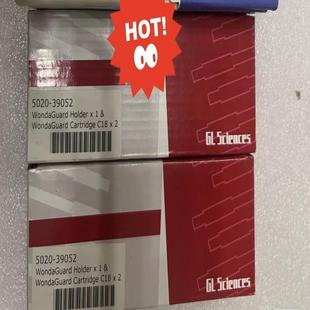 HOT!
5020-39052
WondaGuard Holder x 1 &
WondaGuard Cartridge C18 x 2
GL Sciences
5020-39052
WondaGuard Holder x 1 &
WondaGuard Cartridge C18 x 2
GL Sciences